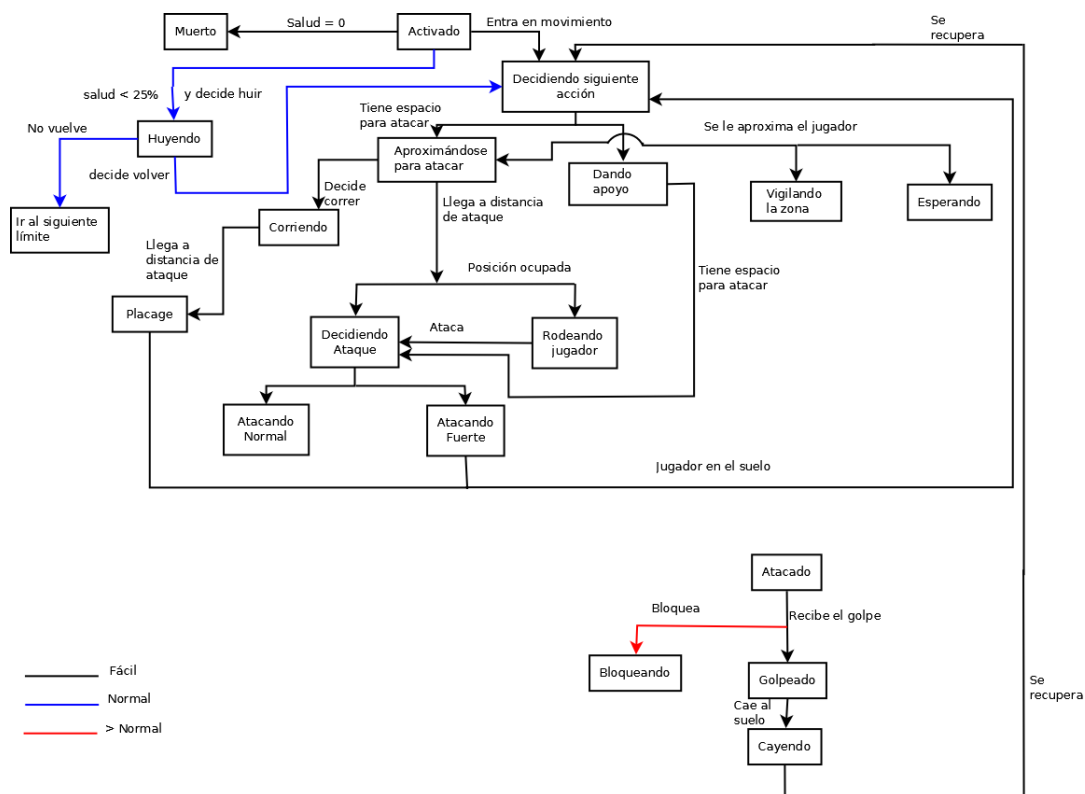 Muerto
Salud = 0
Activado
Entra en movimiento
Se
recupera
Decidiendo siguiente
acción
salud < 25%
y decide huir
Huyendo
No vuelve
decide volver
Ir al siguiente
límite
Tiene espacio
para atacar
Aproximándose
para atacar
Se le aproxima el jugador
Dando
apoyo
Vigilando
la zona
Esperando
Decide
correr
Corriendo
Llega a distancia
de ataque
Llega a
distancia de
ataque
Placage
Posición ocupada
Tiene espacio
para atacar
Decidiendo
Ataque
Ataca
Rodeando
jugador
Atacando
Normal
Atacando
Fuerte
Jugador en el suelo
Atacado
Bloquea
Recibe el golpe
Bloqueando
Golpeado
Cae al
suelo
Cayendo
Se
recupera
Fácil
Normal
> Normal